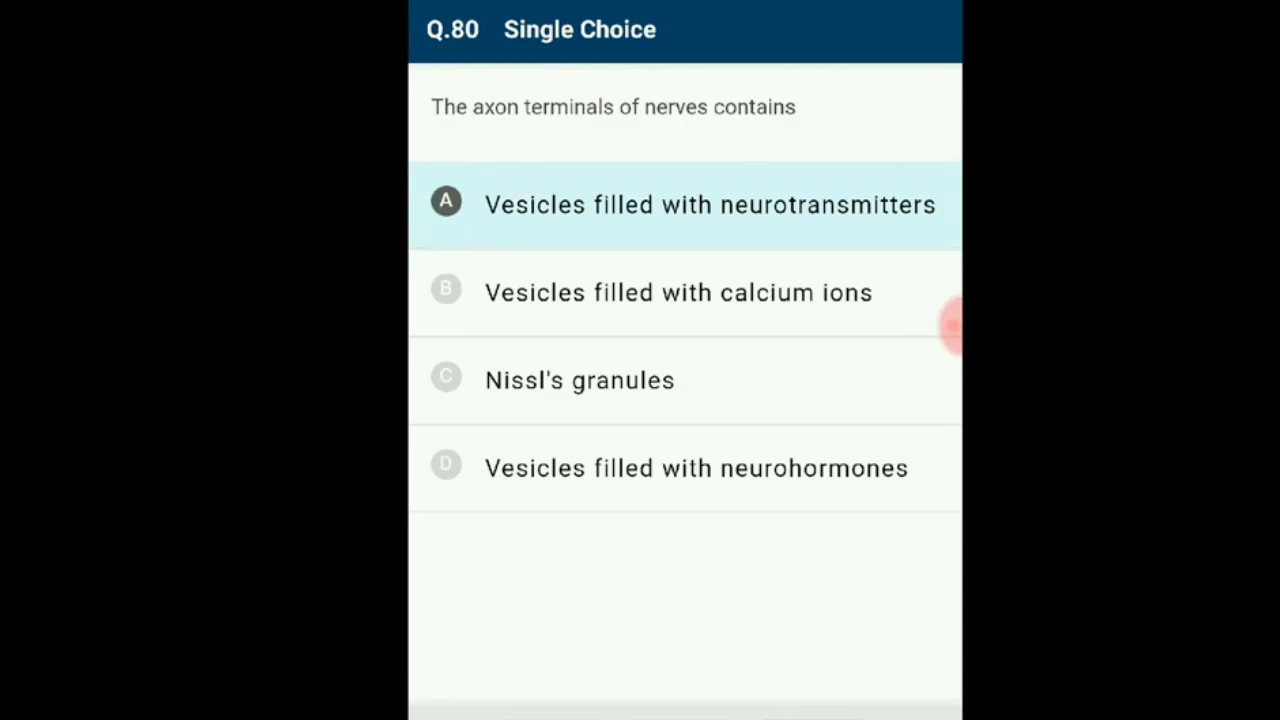 Q.80 Single Choice
The axon terminals of nerves contains
A Vesicles filled with neurotransmitters
B Vesicles filled with calcium ions
C Nissl's granules
D Vesicles filled with neurohormones